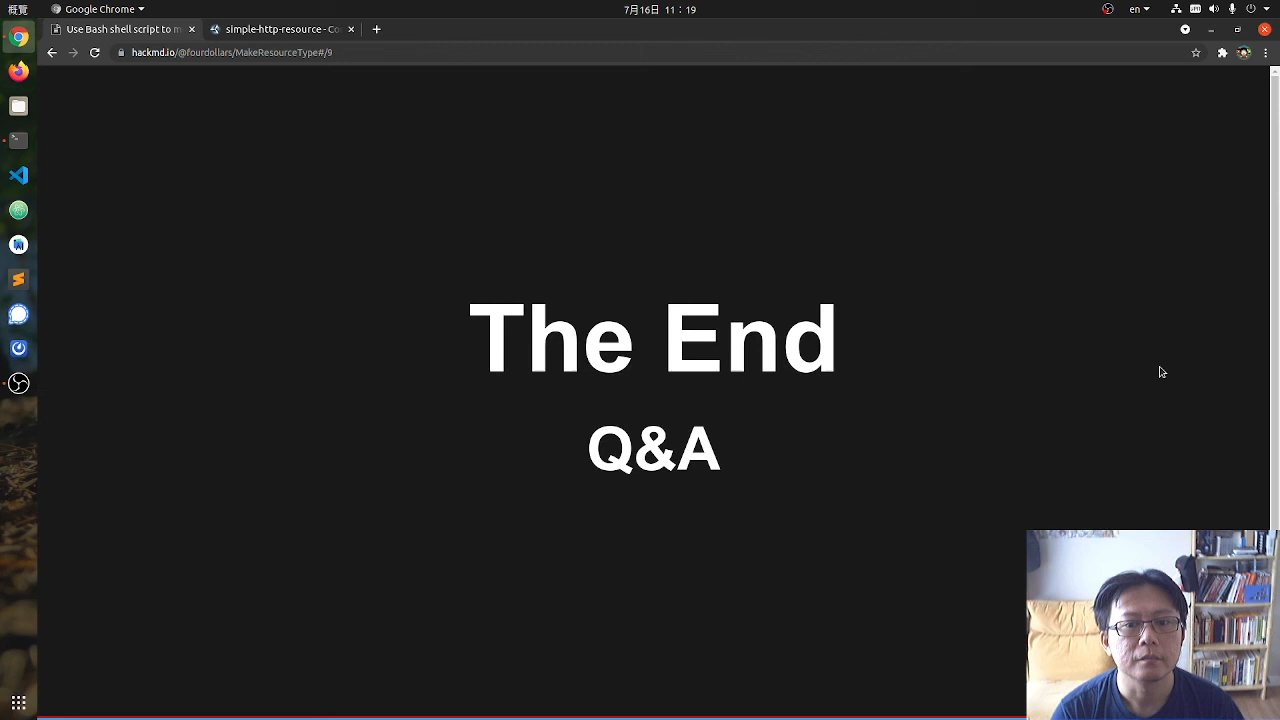 概覽
Google Chrome
7月16日 11：19
en
Use Bash shell script to m
simple-http-resource - Co
hackmd.io/@fourdollars/MakeResourceType#/9
The End
Q&A